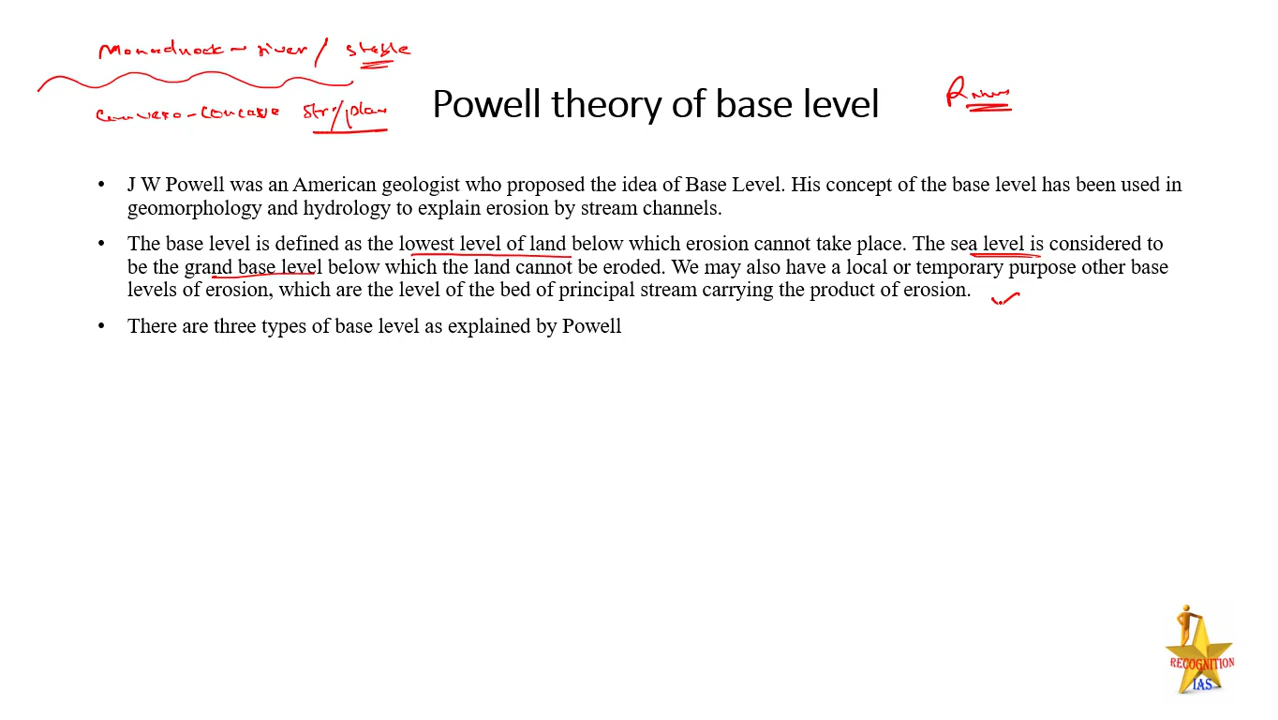 Monadnock – river / stable
Convexo-concave str/plan
Powell theory of base level
• J W Powell was an American geologist who proposed the idea of Base Level. His concept of the base level has been used in
geomorphology and hydrology to explain erosion by stream channels.
• The base level is defined as the lowest level of land below which erosion cannot take place. The sea level is considered to
be the grand base level below which the land cannot be eroded. We may also have a local or temporary purpose other base
levels of erosion, which are the level of the bed of principal stream carrying the product of erosion.
• There are three types of base level as explained by Powell
RECOGNITION
IAS